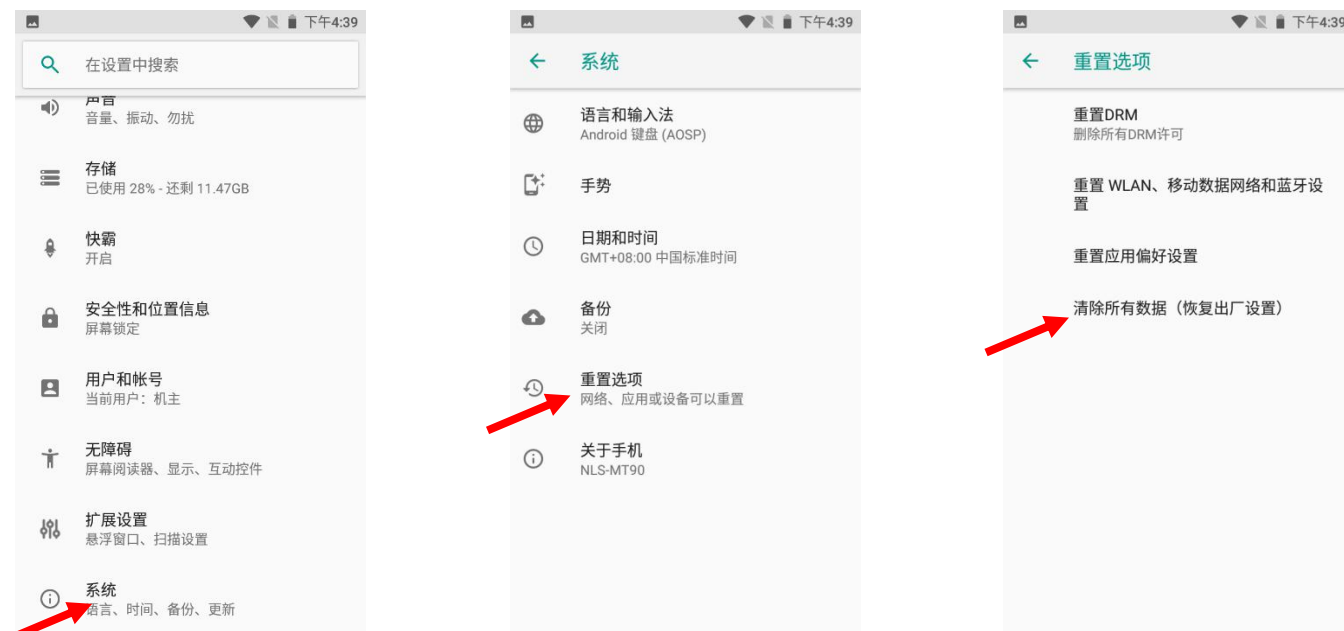 下午4:39
在设置中搜索
声音
音量、振动、勿扰
存储
已使用 28% - 还剩 11.47GB
快霸
开启
安全性和位置信息
屏幕锁定
用户和帐号
当前用户：机主
无障碍
屏幕阅读器、显示、互动控件
扩展设置
悬浮窗口、扫描设置
系统
语言、时间、备份、更新
下午4:39
系统
语言和输入法
Android 键盘 (AOSP)
手势
日期和时间
GMT+08:00 中国标准时间
备份
关闭
重置选项
网络、应用或设备可以重置
关于手机
NLS-MT90
下午4:39
重置选项
重置DRM
删除所有DRM许可
重置 WLAN、移动数据网络和蓝牙设
置
重置应用偏好设置
清除所有数据（恢复出厂设置）